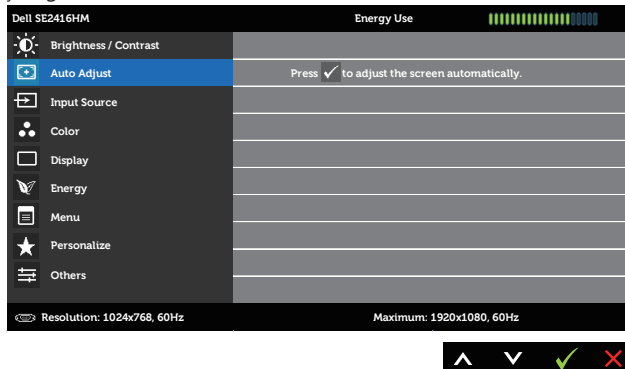 Dell SE2416HM Energy Use
Brightness / Contrast
Auto Adjust Press to adjust the screen automatically.
Input Source
Color
Display
Energy
Menu
Personalize
Others
Resolution: 1024x768, 60Hz Maximum: 1920x1080, 60Hz